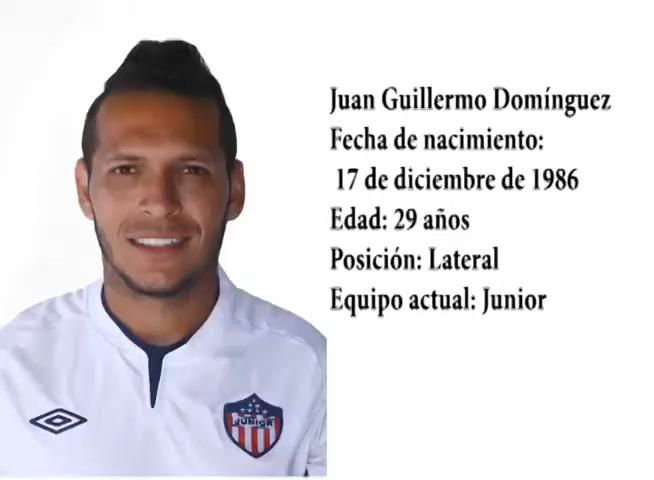 Juan Guillermo Domínguez
Fecha de nacimiento:
17 de diciembre de 1986
Edad: 29 años
Posición: Lateral
Equipo actual: Junior
JUNIOR